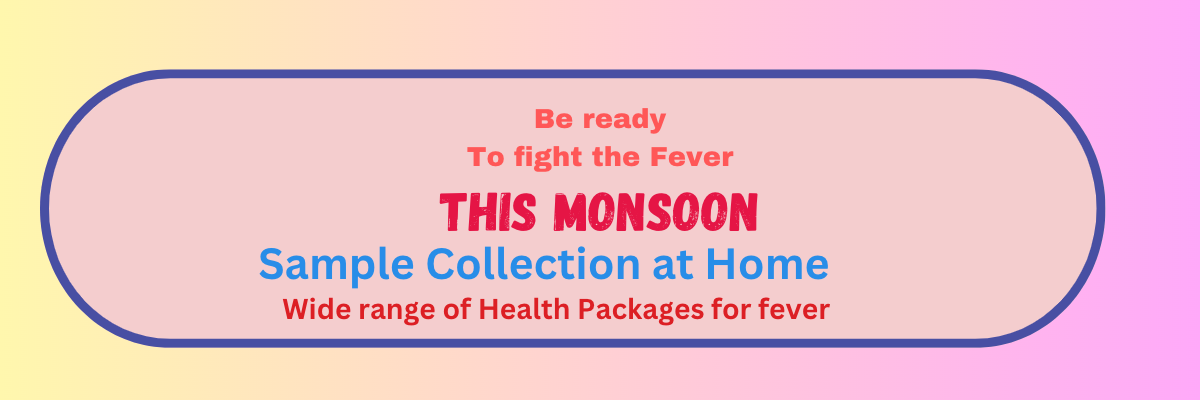 Be ready
To fight the Fever
THIS MONSOON
Sample Collection at Home
Wide range of Health Packages for fever